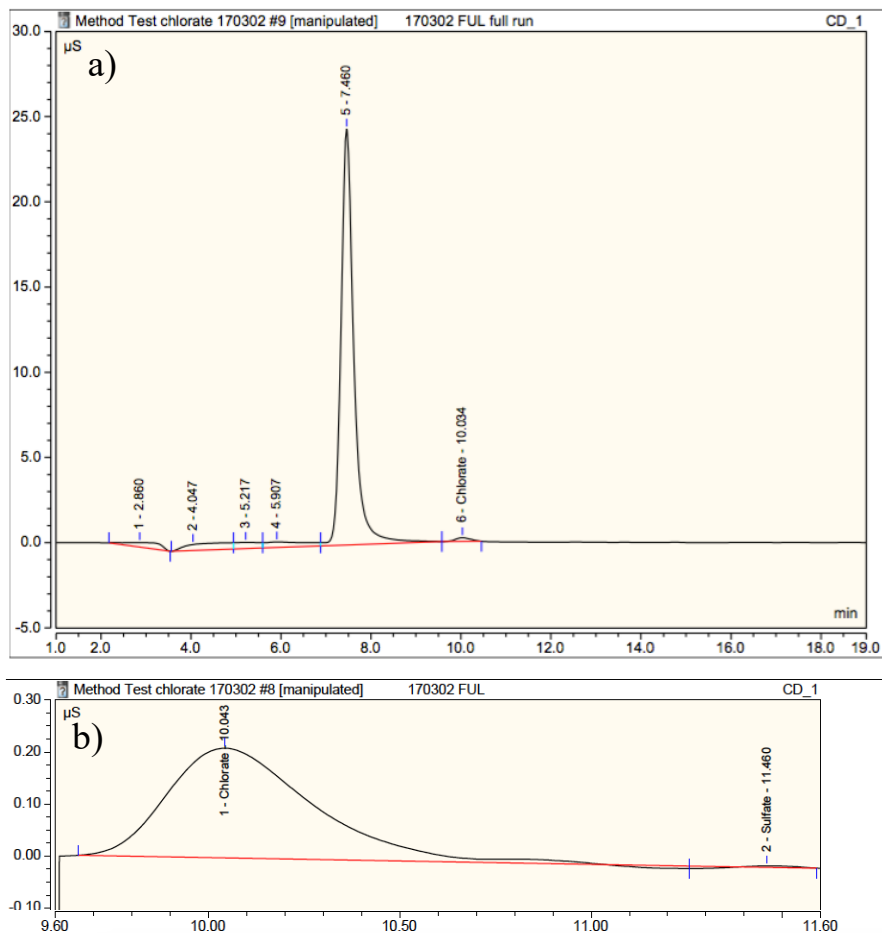 Method Test chlorate 170302 #9 [manipulated] 170302 FUL full run CD_1
30.0
µS
a)
25.0
20.0
15.0
10.0
5.0
0.0
-5.0
1 - 2.860
2 - 4.047
3 - 5.217
4 - 5.907
5 - 7.460
6 - Chlorate - 10.034
min
1.0 2.0 4.0 6.0 8.0 10.0 12.0 14.0 16.0 18.0 19.0
Method Test chlorate 170302 #8 [manipulated] 170302 FUL CD_1
0.30
µS
b)
0.20
0.10
0.00
-0.10
1 - Chlorate - 10.043
2 - Sulfate - 11.460
9.60 10.00 10.50 11.00 11.60